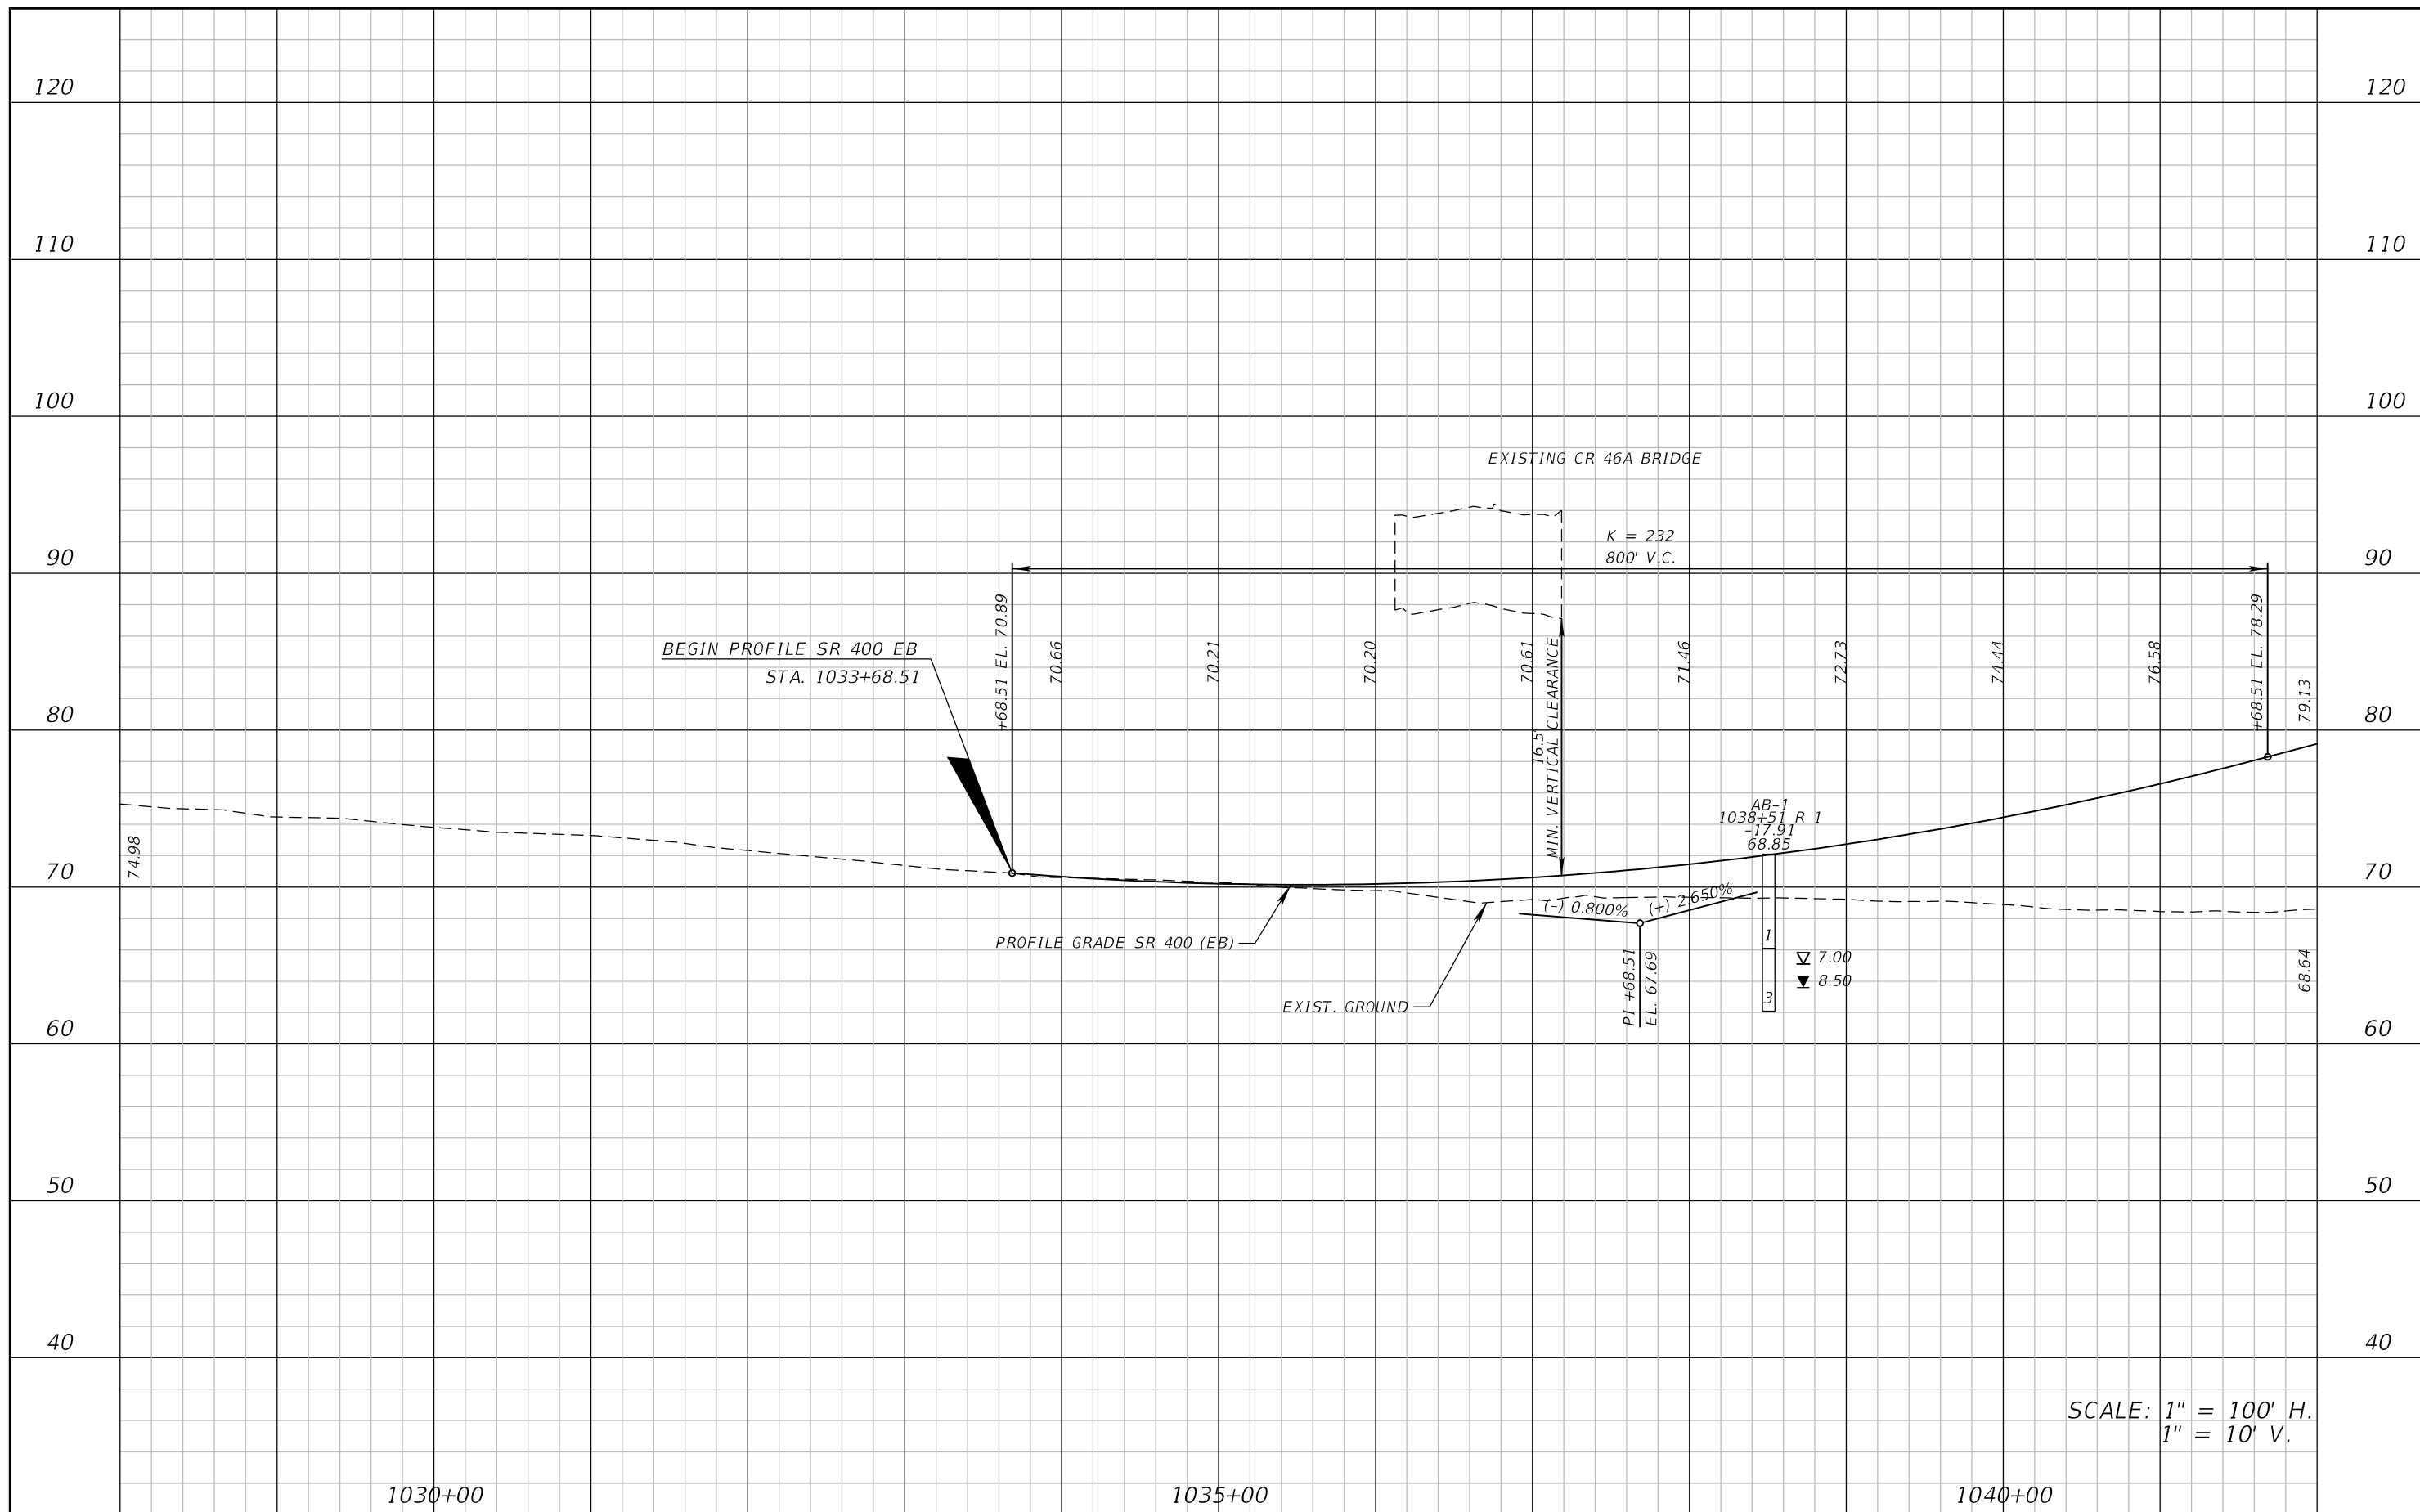 120
120
110
110
100
100
EXISTING CR 46A BRIDGE
K = 232
800' V.C.
90
90
BEGIN PROFILE SR 400 EB
STA. 1033+68.51
+68.51 EL. 70.89
70.66
70.21
70.20
70.61
16.5'
MIN. VERTICAL CLEARANCE
71.46
72.73
74.44
76.58
+68.51 EL. 78.29
79.13
80
80
AB-1
1038+51 R 1
-17.91
68.85
74.98
70
70
(-) 0.800%
(+) 2.650%
PROFILE GRADE SR 400 (EB)
1
7.00
8.50
3
EXIST. GROUND
PI +68.51
EL. 67.69
68.64
60
60
50
50
40
40
SCALE: 1" = 100' H.
1" = 10' V.
1030+00
1035+00
1040+00